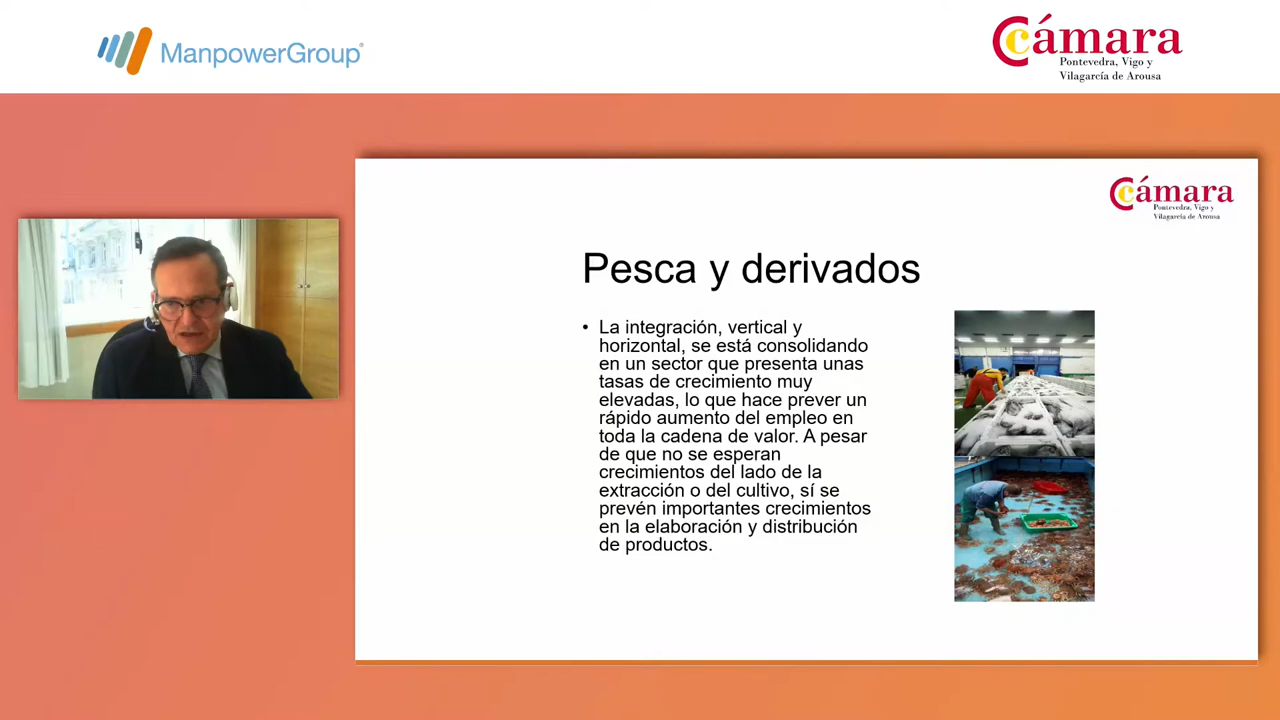 ManpowerGroup®
Cámara
Pontevedra, Vigo y
Vilagarcía de Arousa
Cámara
Pontevedra, Vigo y
Vilagarcía de Arousa
Pesca y derivados
• La integración, vertical y
horizontal, se está consolidando
en un sector que presenta unas
tasas de crecimiento muy
elevadas, lo que hace prever un
rápido aumento del empleo en
toda la cadena de valor. A pesar
de que no se esperan
crecimientos del lado de la
extracción o del cultivo, sí se
prevén importantes crecimientos
en la elaboración y distribución
de productos.